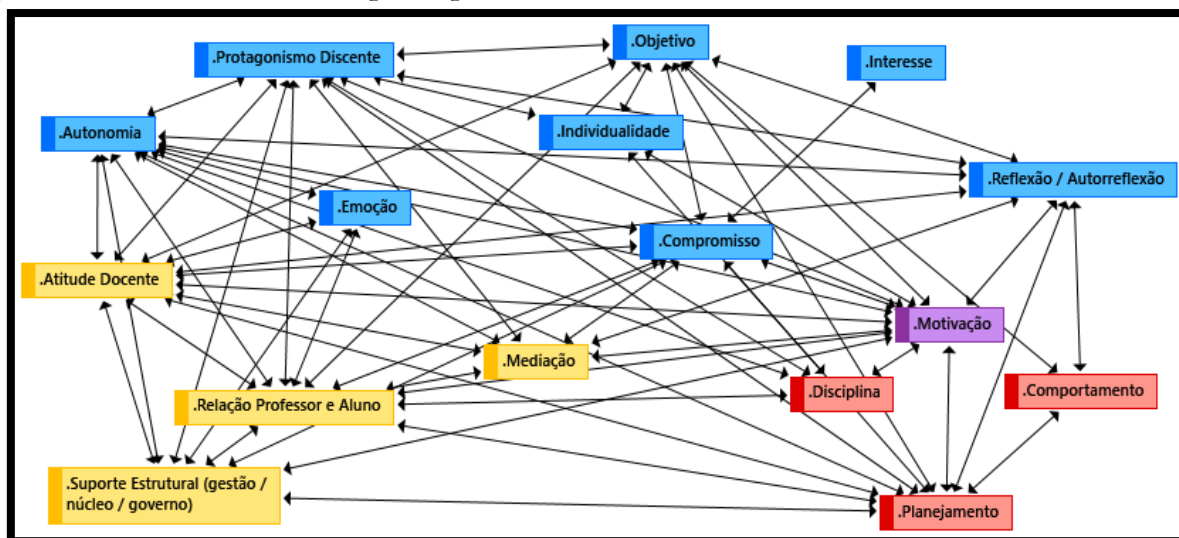 .Objetivo
.Protagonismo Discente
.Interesse
.Autonomia
.Individualidade
.Reflexão / Autorreflexão
.Emoção
.Compromisso
.Atitude Docente
.Motivação
.Mediação
.Disciplina
.Comportamento
.Relação Professor e Aluno
.Suporte Estrutural (gestão /
núcleo / governo)
.Planejamento